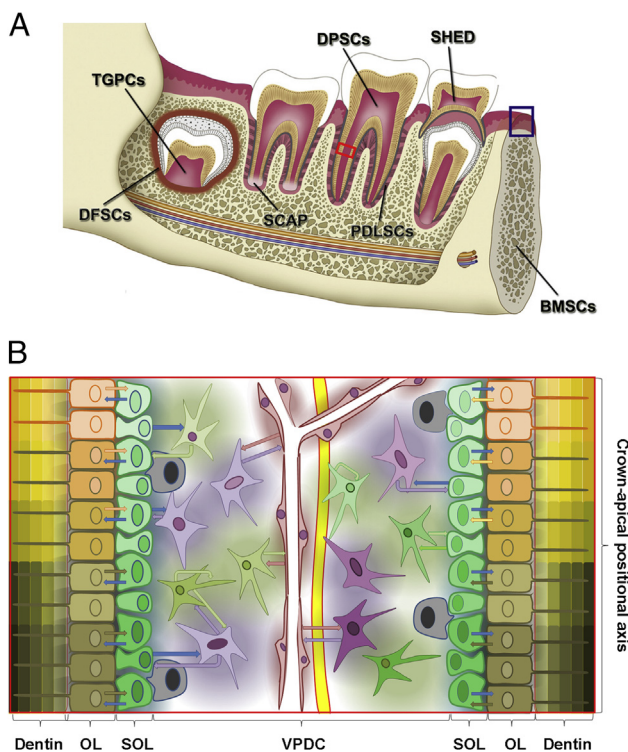 A
DPSCs
SHED
TGPCs
DFSCs
SCAP
PDLSCs
BMSCs
B
Crown-apical positional axis
Dentin OL SOL VPDC SOL OL Dentin